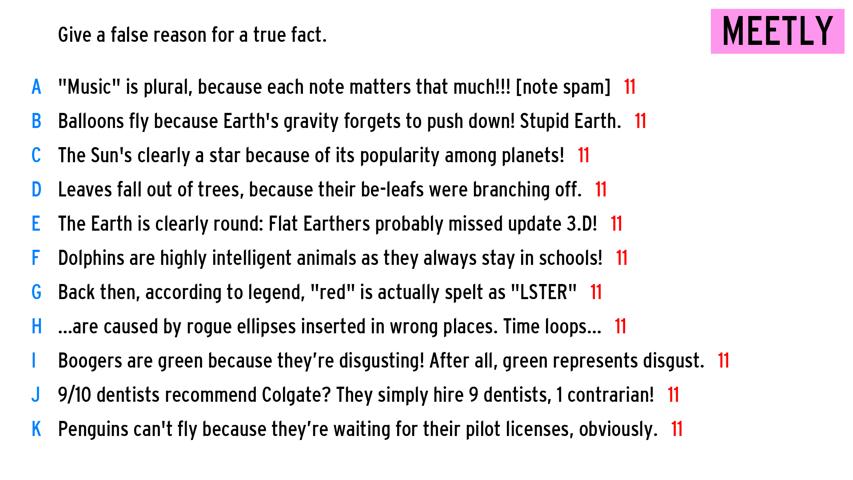 Give a false reason for a true fact.
MEETLY
A "Music" is plural, because each note matters that much!!! [note spam] 11
B Balloons fly because Earth's gravity forgets to push down! Stupid Earth. 11
C The Sun's clearly a star because of its popularity among planets! 11
D Leaves fall out of trees, because their be-leafs were branching off. 11
E The Earth is clearly round: Flat Earthers probably missed update 3.D! 11
F Dolphins are highly intelligent animals as they always stay in schools! 11
G Back then, according to legend, "red" is actually spelt as "LSTER" 11
H ...are caused by rogue ellipses inserted in wrong places. Time loops... 11
I Boogers are green because they’re disgusting! After all, green represents disgust. 11
J 9/10 dentists recommend Colgate? They simply hire 9 dentists, 1 contrarian! 11
K Penguins can't fly because they’re waiting for their pilot licenses, obviously. 11